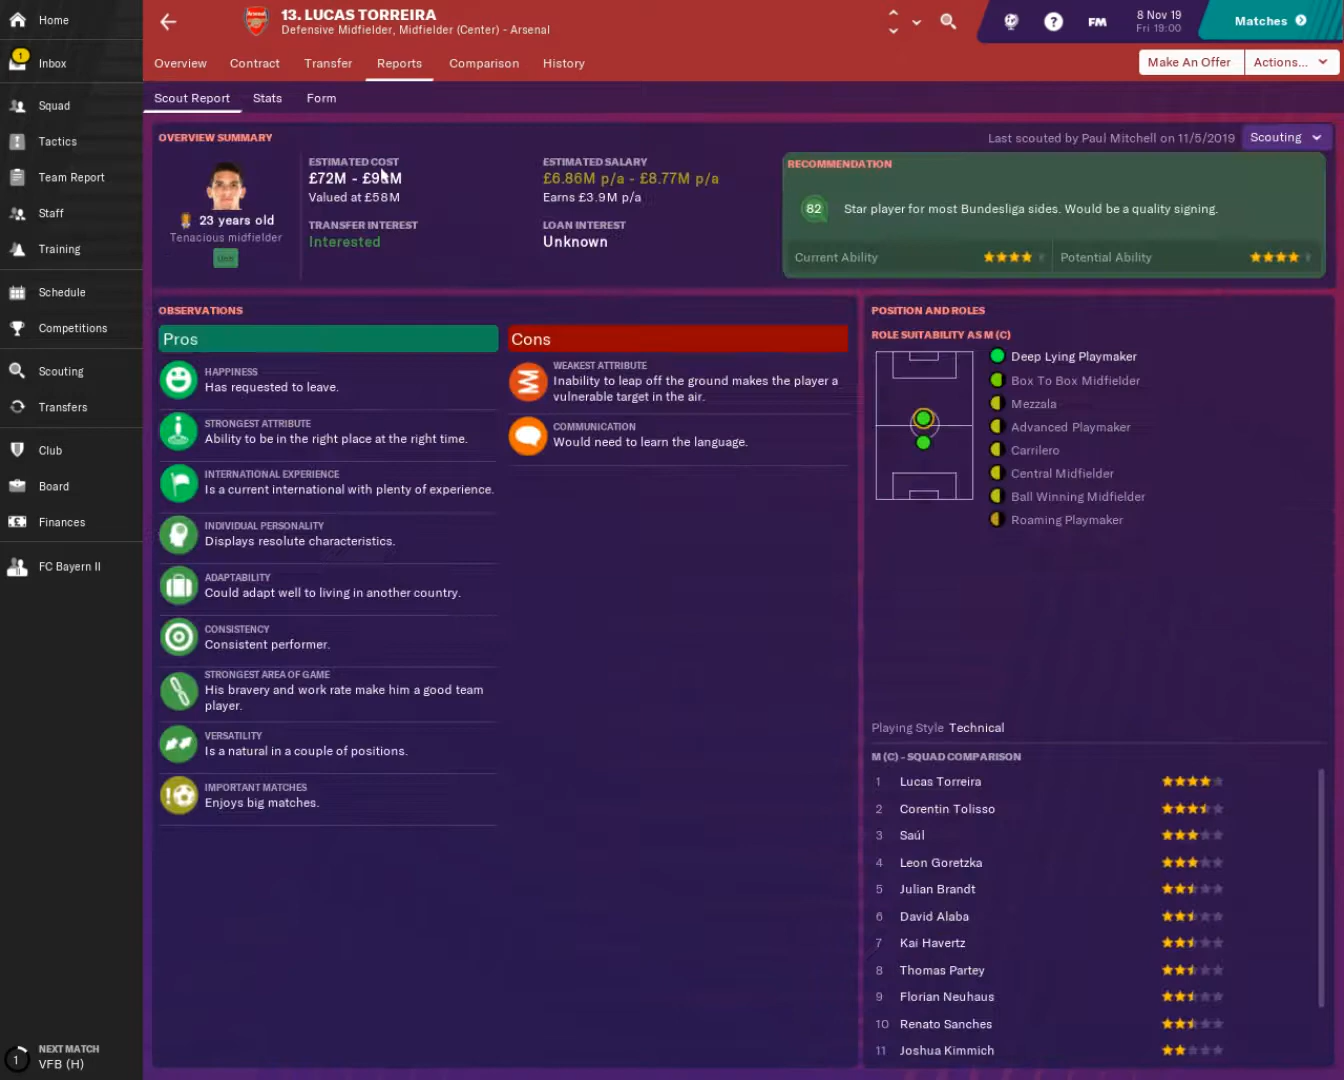 Home
13. LUCAS TORREIRA
Defensive Midfielder, Midfielder (Center) - Arsenal
FM
8 Nov 19
Fri 19:00
Matches
1
Inbox
Overview
Contract
Transfer
Reports
Comparison
History
Make An Offer
Actions...
Squad
Tactics
Team Report
Staff
Training
Schedule
Competitions
Scouting
Transfers
Club
Board
Finances
FC Bayern II
1
NEXT MATCH
VFB (H)
Scout Report
Stats
Form
OVERVIEW SUMMARY
Last scouted by Paul Mitchell on 11/5/2019
Scouting
23 years old
Tenacious midfielder
ESTIMATED COST
£72M -
Valued at £58M
TRANSFER INTEREST
Interested
ESTIMATED SALARY
£6.86M p/a - £8.77M p/a
Earns £3.9M p/a
LOAN INTEREST
Unknown
RECOMMENDATION
82
Star player for most Bundesliga sides. Would be a quality signing.
Current Ability
Potential Ability
OBSERVATIONS
Pros
HAPPINESS
Has requested to leave.
STRONGEST ATTRIBUTE
Ability to be in the right place at the right time.
INTERNATIONAL EXPERIENCE
Is a current international with plenty of experience.
INDIVIDUAL PERSONALITY
Displays resolute characteristics.
ADAPTABILITY
Could adapt well to living in another country.
CONSISTENCY
Consistent performer.
STRONGEST AREA OF GAME
His bravery and work rate make him a good team
player.
VERSATILITY
Is a natural in a couple of positions.
IMPORTANT MATCHES
Enjoys big matches.
Cons
WEAKEST ATTRIBUTE
Inability to leap off the ground makes the player a
vulnerable target in the air.
COMMUNICATION
Would need to learn the language.
POSITION AND ROLES
ROLE SUITABILITY AS M (C)
Deep Lying Playmaker
Box To Box Midfielder
Mezzala
Advanced Playmaker
Carrilero
Central Midfielder
Ball Winning Midfielder
Roaming Playmaker
Playing Style Technical
M (C) - SQUAD COMPARISON
1 Lucas Torreira
2 Corentin Tolisso
3 Saúl
4 Leon Goretzka
5 Julian Brandt
6 David Alaba
7 Kai Havertz
8 Thomas Partey
9 Florian Neuhaus
10 Renato Sanches
11 Joshua Kimmich